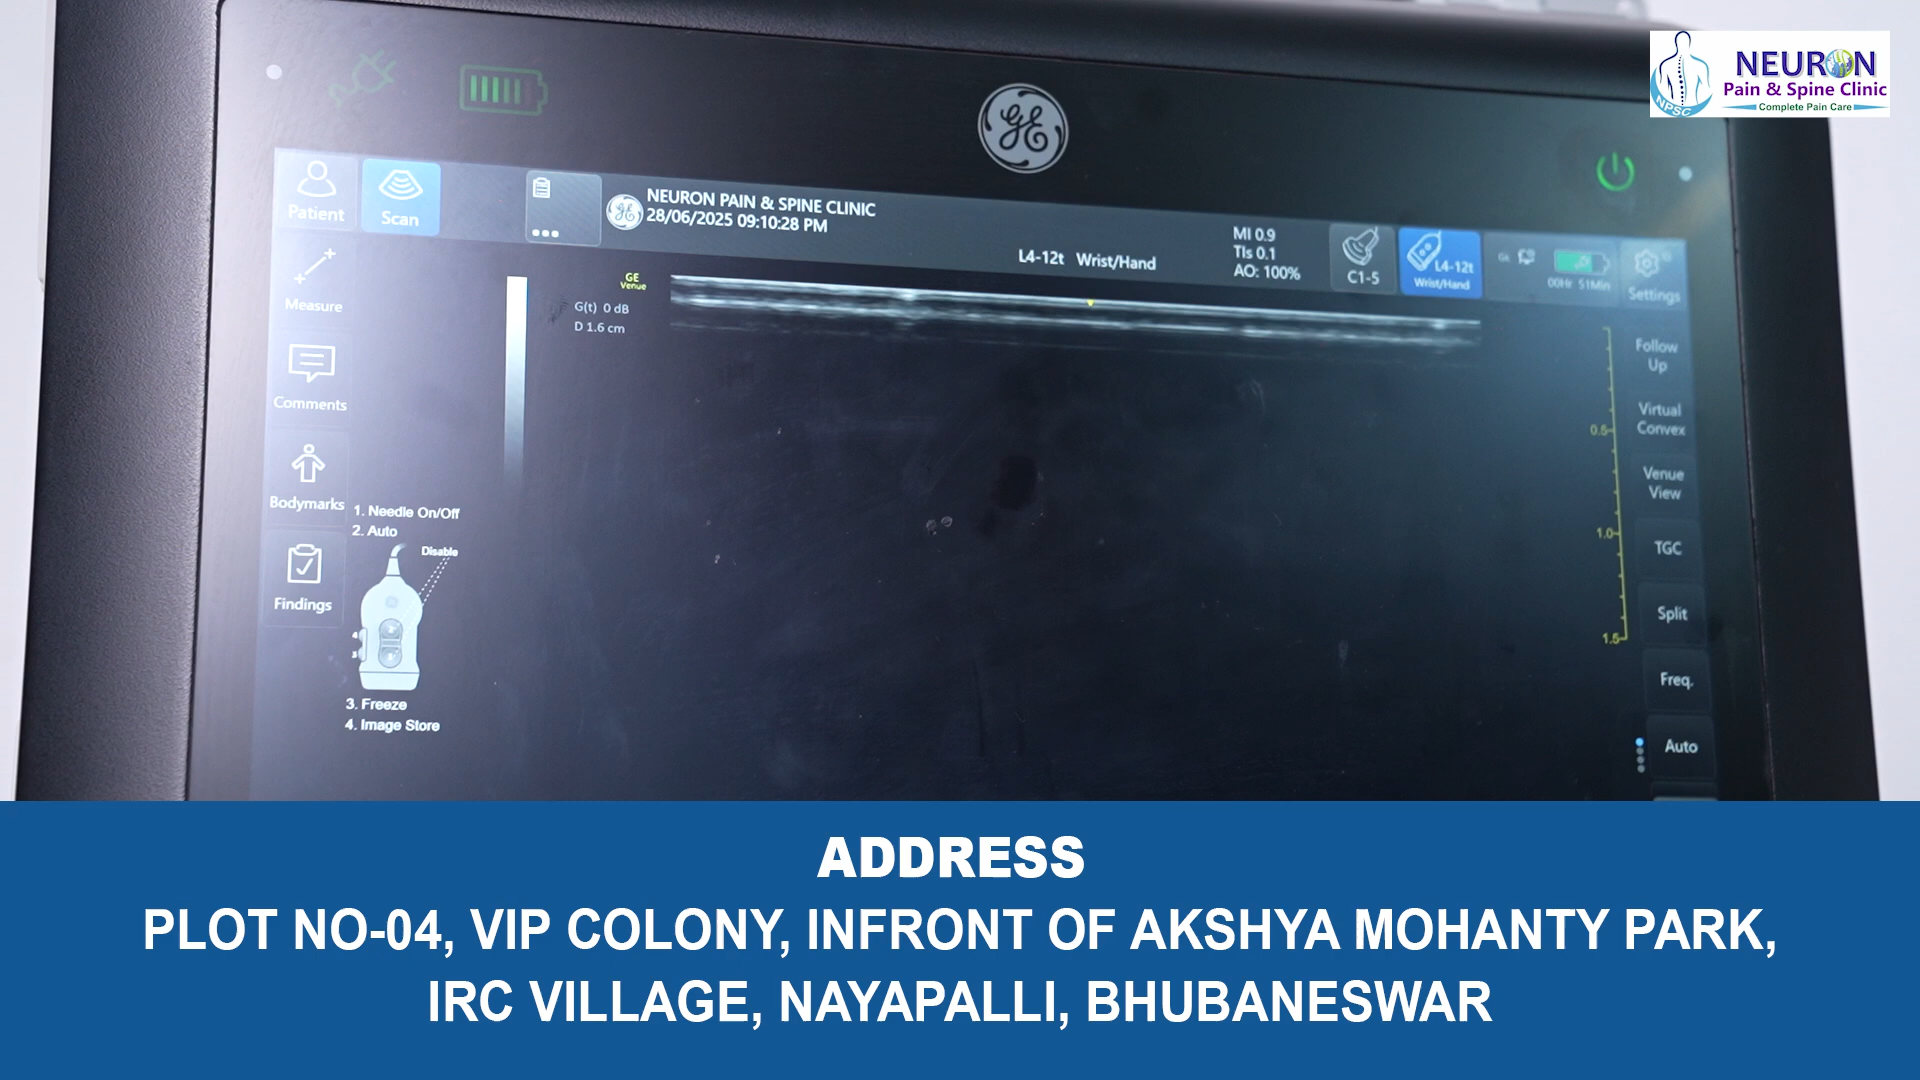 NEURON
Pain & Spine Clinic
Complete Pain Care
NPSC
GE
Patient
Scan
NEURON PAIN & SPINE CLINIC
28/06/2025 09:10:28 PM
L4-12t Wrist/Hand
MI 0.9
TIs 0.1
AO: 100%
C1-5
L4-12t
Wrist/Hand
00Hr 51Min
Settings
Measure
GE
Venue
G(t) 0 dB
D 1.6 cm
Comments
Bodymarks
Findings
1. Needle On/Off
2. Auto
Disable
3. Freeze
4. Image Store
0.5
1.0
1.5
Follow
Up
Virtual
Convex
Venue
View
TGC
Split
Freq.
Auto
ADDRESS
PLOT NO-04, VIP COLONY, INFRONT OF AKSHYA MOHANTY PARK,
IRC VILLAGE, NAYAPALLI, BHUBANESWAR